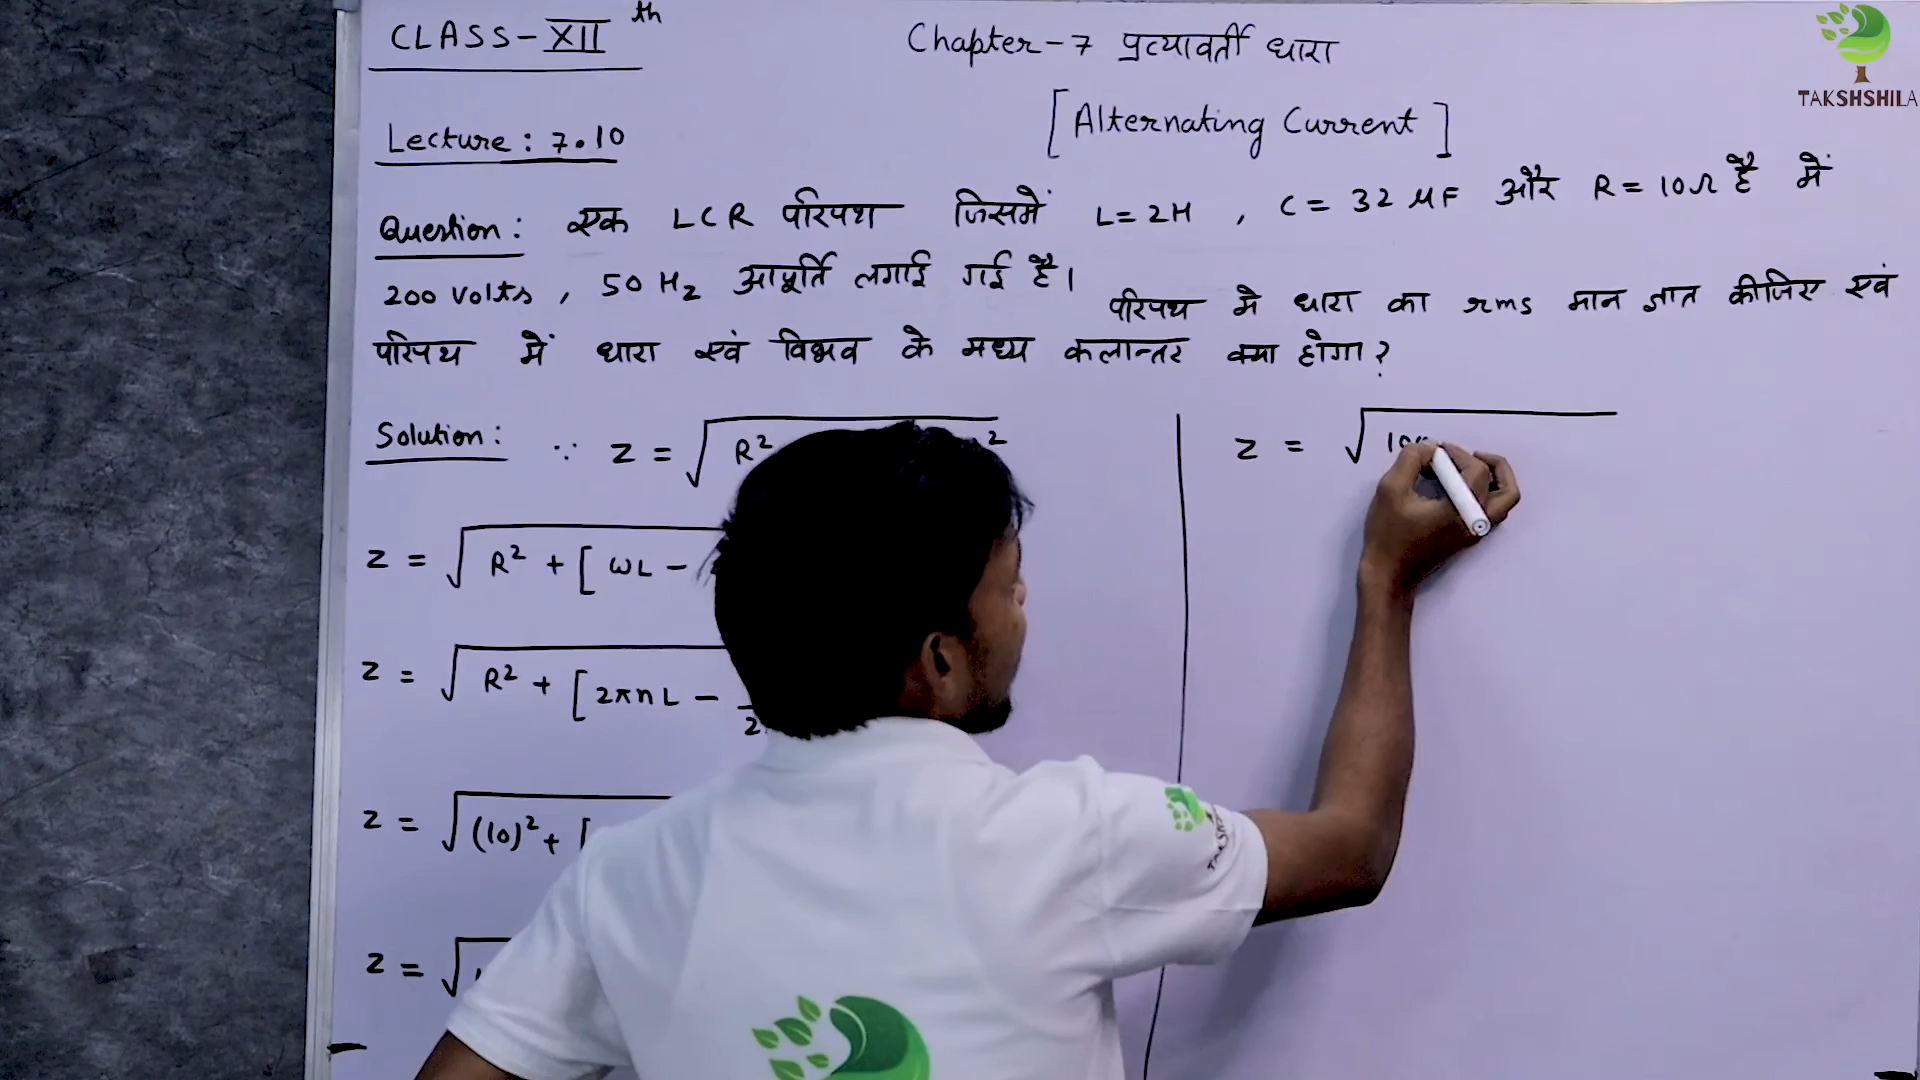 CLASS-XII th
Chapter-7 प्रत्यावर्ती धारा
TAKSHSHILA
[Alternating Current]
Lecture: 7.10
Question: एक LCR परिपथ जिसमें L=2H, C=32 μF और R=10Ω है में
200 volts, 50 Hz आपूर्ति लगाई गई है। परिपथ में धारा का rms मान ज्ञात कीजिए एवं
परिपथ में धारा एवं विभव के मध्य कलान्तर क्या होगा?
Solution: ∵ Z = √ R²
Z = √ R² + [ ωL -
Z = √ R² + [ 2πnL -
Z = √ (10)² + [
Z = √
Z = √